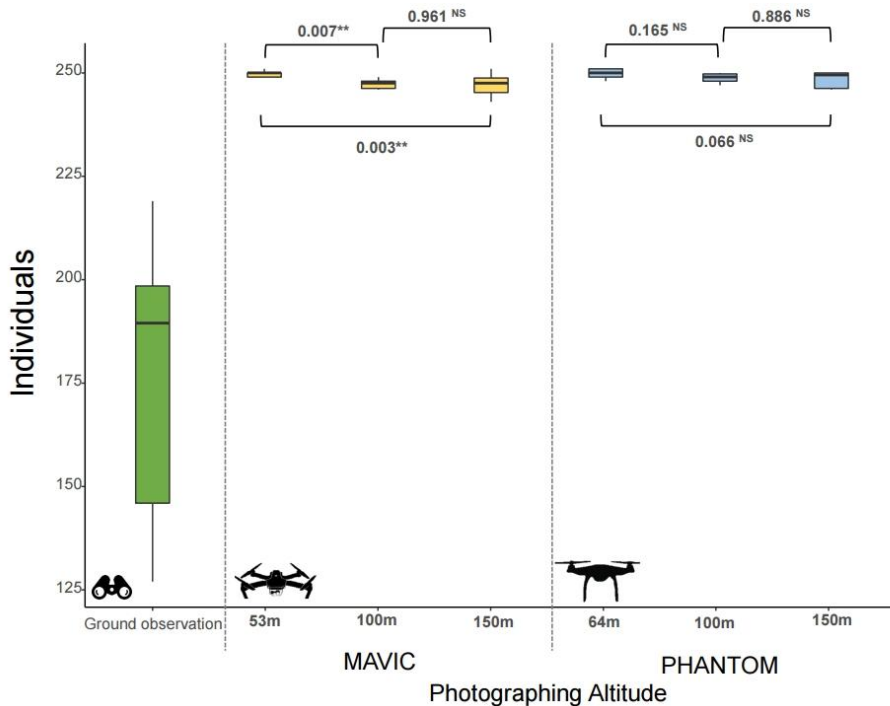 0.007** 0.961 NS 0.165 NS 0.886 NS
250
0.003** 0.066 NS
225
200
175
150
125
Individuals
Ground observation 53m 100m 150m 64m 100m 150m
MAVIC PHANTOM
Photographing Altitude